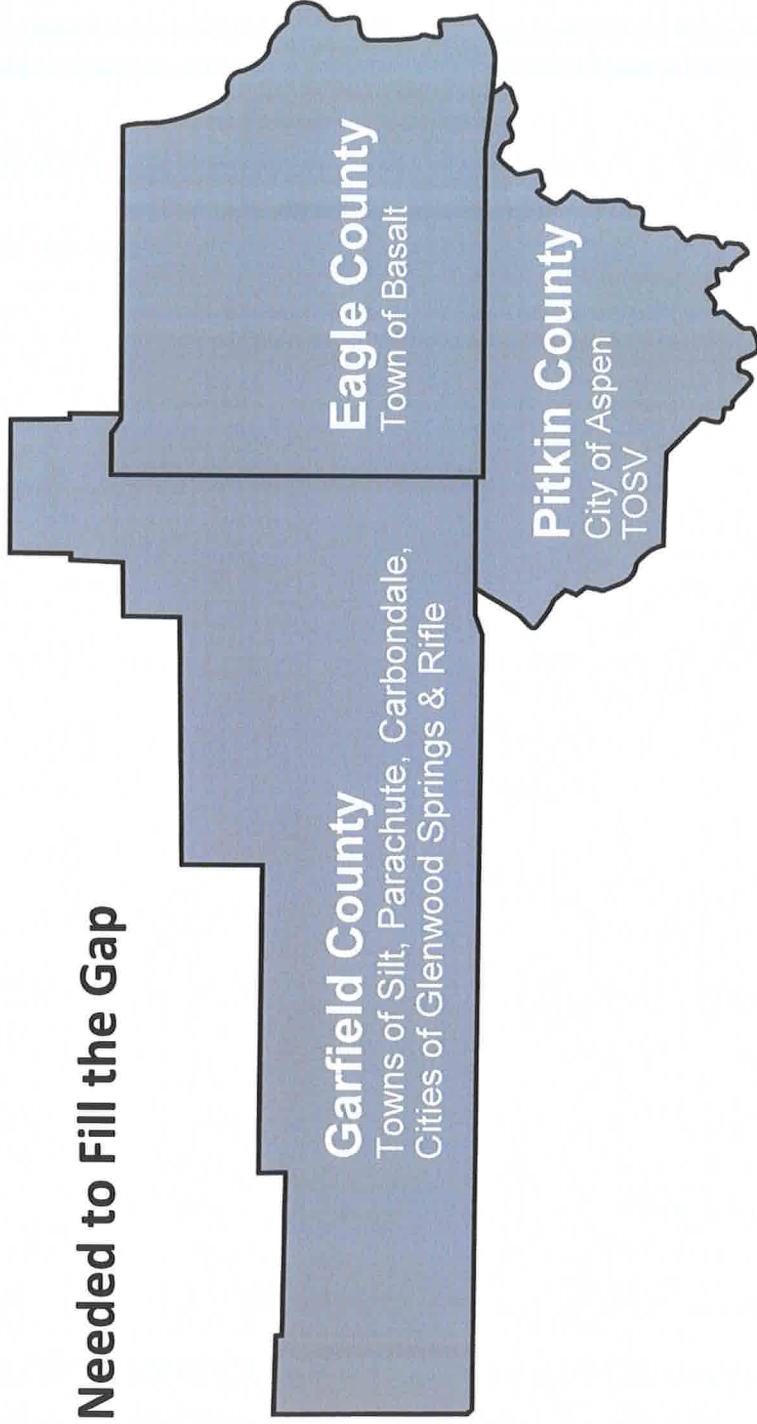 Needed to Fill the Gap
Garfield County
Towns of Silt, Parachute, Carbondale,
Cities of Glenwood Springs & Rifle
Eagle County
Town of Basalt
Pitkin County
City of Aspen
TOSV